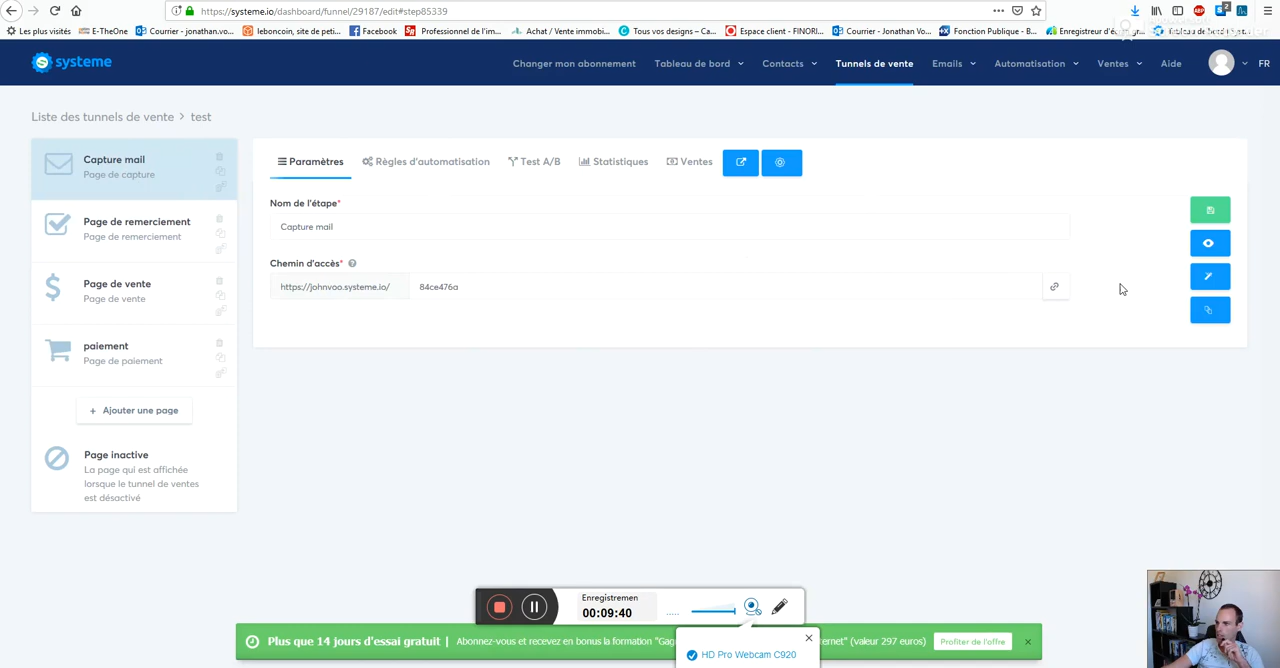 https://systeme.io/dashboard/funnel/29187/edit#step85339
Les plus visités
E-TheOne
Courrier - jonathan.vo...
leboncoin, site de peti...
Facebook
Professionnel de l'im...
Achat / Vente immobi...
Tous vos designs – Ca...
Espace client - FINORI...
Courrier - Jonathan Vo...
Fonction Publique - B...
systeme
Changer mon abonnement
Tableau de bord
Contacts
Tunnels de vente
Emails
Automatisation
Ventes
Aide
FR
Liste des tunnels de vente > test
Capture mail
Page de capture
Page de remerciement
Page de remerciement
Page de vente
Page de vente
paiement
Page de paiement
+ Ajouter une page
Page inactive
La page qui est affichée
lorsque le tunnel de ventes
est désactivé
Paramètres
Règles d'automatisation
Test A/B
Statistiques
Ventes
Nom de l'étape*
Capture mail
Chemin d'accès*
https://johnvoo.systeme.io/
84ce476a
Enregistremen
00:09:40
Plus que 14 jours d'essai gratuit |
Abonnez-vous et recevez en bonus la formation "Gag
ternet" (valeur 297 euros)
Profiter de l'offre
HD Pro Webcam C920